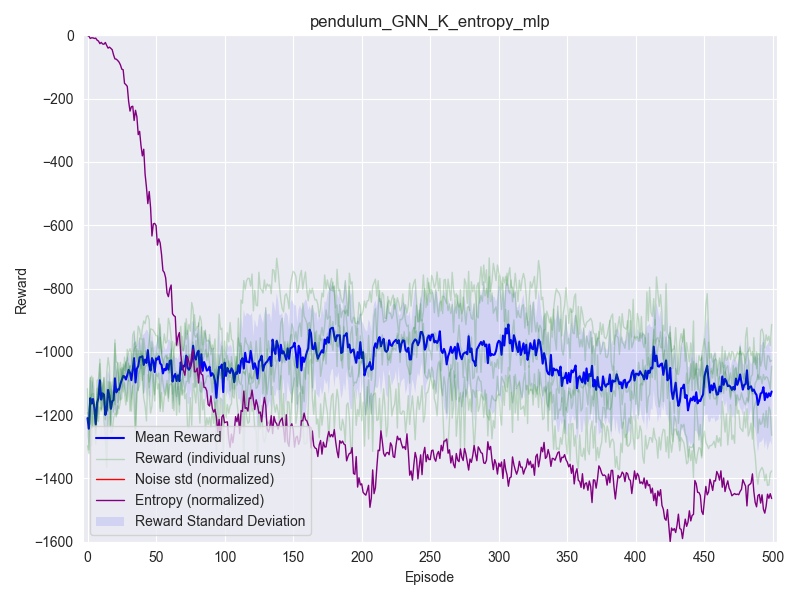 pendulum_GNN_K_entropy_mlp
0
−200
−400
−600
−800
−1000
−1200
−1400
−1600
Reward
Mean Reward
Reward (individual runs)
Noise std (normalized)
Entropy (normalized)
Reward Standard Deviation
0 50 100 150 200 250 300 350 400 450 500
Episode